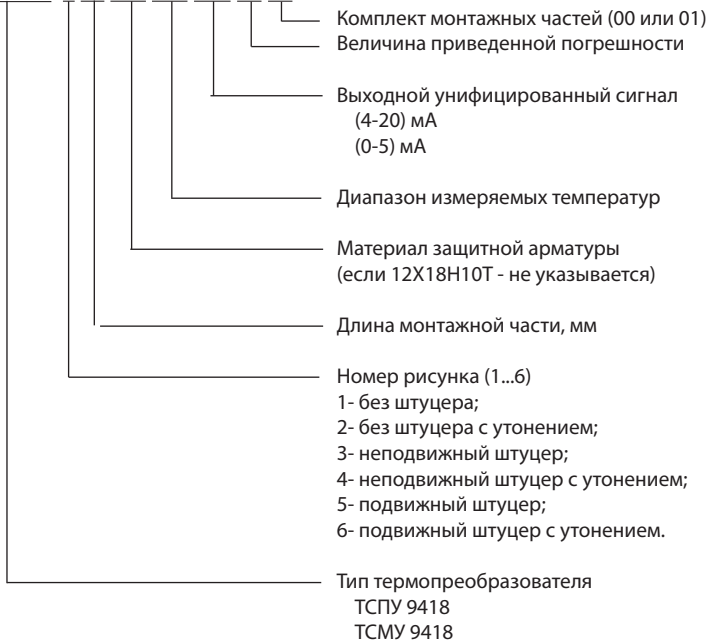 Комплект монтажных частей (00 или 01)
Величина приведенной погрешности
Выходной унифицированный сигнал
(4-20) мА
(0-5) мА
Диапазон измеряемых температур
Материал защитной арматуры
(если 12Х18Н10Т - не указывается)
Длина монтажной части, мм
Номер рисунка (1...6)
1- без штуцера;
2- без штуцера с утонением;
3- неподвижный штуцер;
4- неподвижный штуцер с утонением;
5- подвижный штуцер;
6- подвижный штуцер с утонением.
Тип термопреобразователя
ТСПУ 9418
ТСМУ 9418